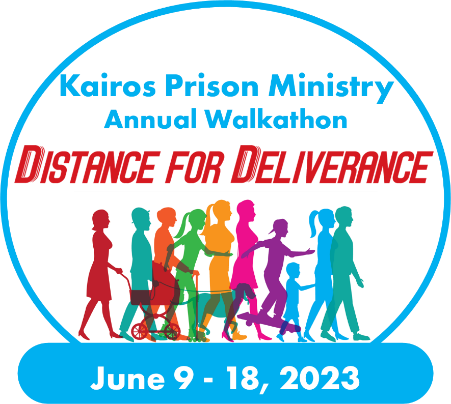 Kairos Prison Ministry
Annual Walkathon
DISTANCE FOR DELIVERANCE
June 9 - 18, 2023